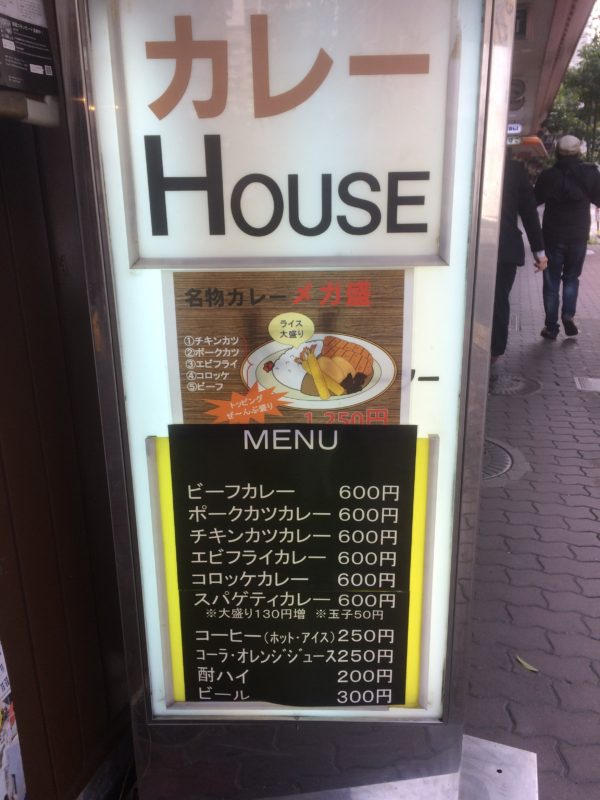 カレー
HOUSE
名物カレー メガ盛
ライス
大盛り
①チキンカツ
②ポークカツ
③エビフライ
④コロッケ
⑤ビーフ
トッピング
ぜ〜んぶ盛り
1,250円
ー
MENU
ビーフカレー 600円
ポークカツカレー 600円
チキンカツカレー 600円
エビフライカレー 600円
コロッケカレー 600円
スパゲティカレー 600円
※大盛り130円増 ※玉子50円
コーヒー(ホット・アイス) 250円
コーラ・オレンジジュース 250円
酎ハイ 200円
ビール 300円